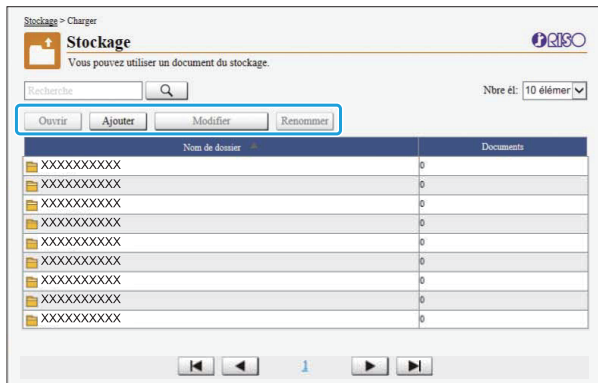 Stockage > Charger
Stockage
RISO
Vous pouvez utiliser un document du stockage.
Recherche
Nbre él: 10 élémer
Ouvrir Ajouter Modifier Renommer
Nom de dossier Documents
XXXXXXXXXX 0
XXXXXXXXXX 0
XXXXXXXXXX 0
XXXXXXXXXX 0
XXXXXXXXXX 0
XXXXXXXXXX 0
XXXXXXXXXX 0
XXXXXXXXXX 0
XXXXXXXXXX 0
1